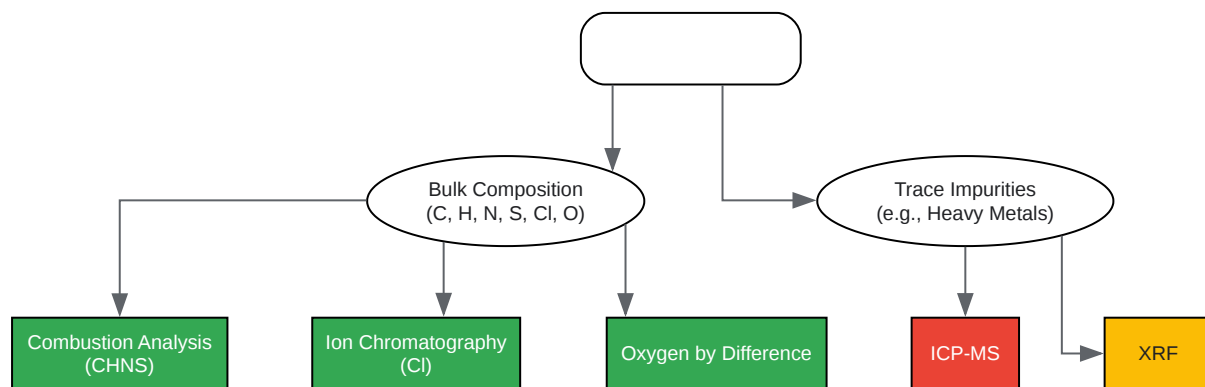 Bulk Composition
(C, H, N, S, Cl, O)
Trace Impurities
(e.g., Heavy Metals)
Combustion Analysis
(CHNS)
Ion Chromatography
(Cl)
Oxygen by Difference
ICP-MS
XRF